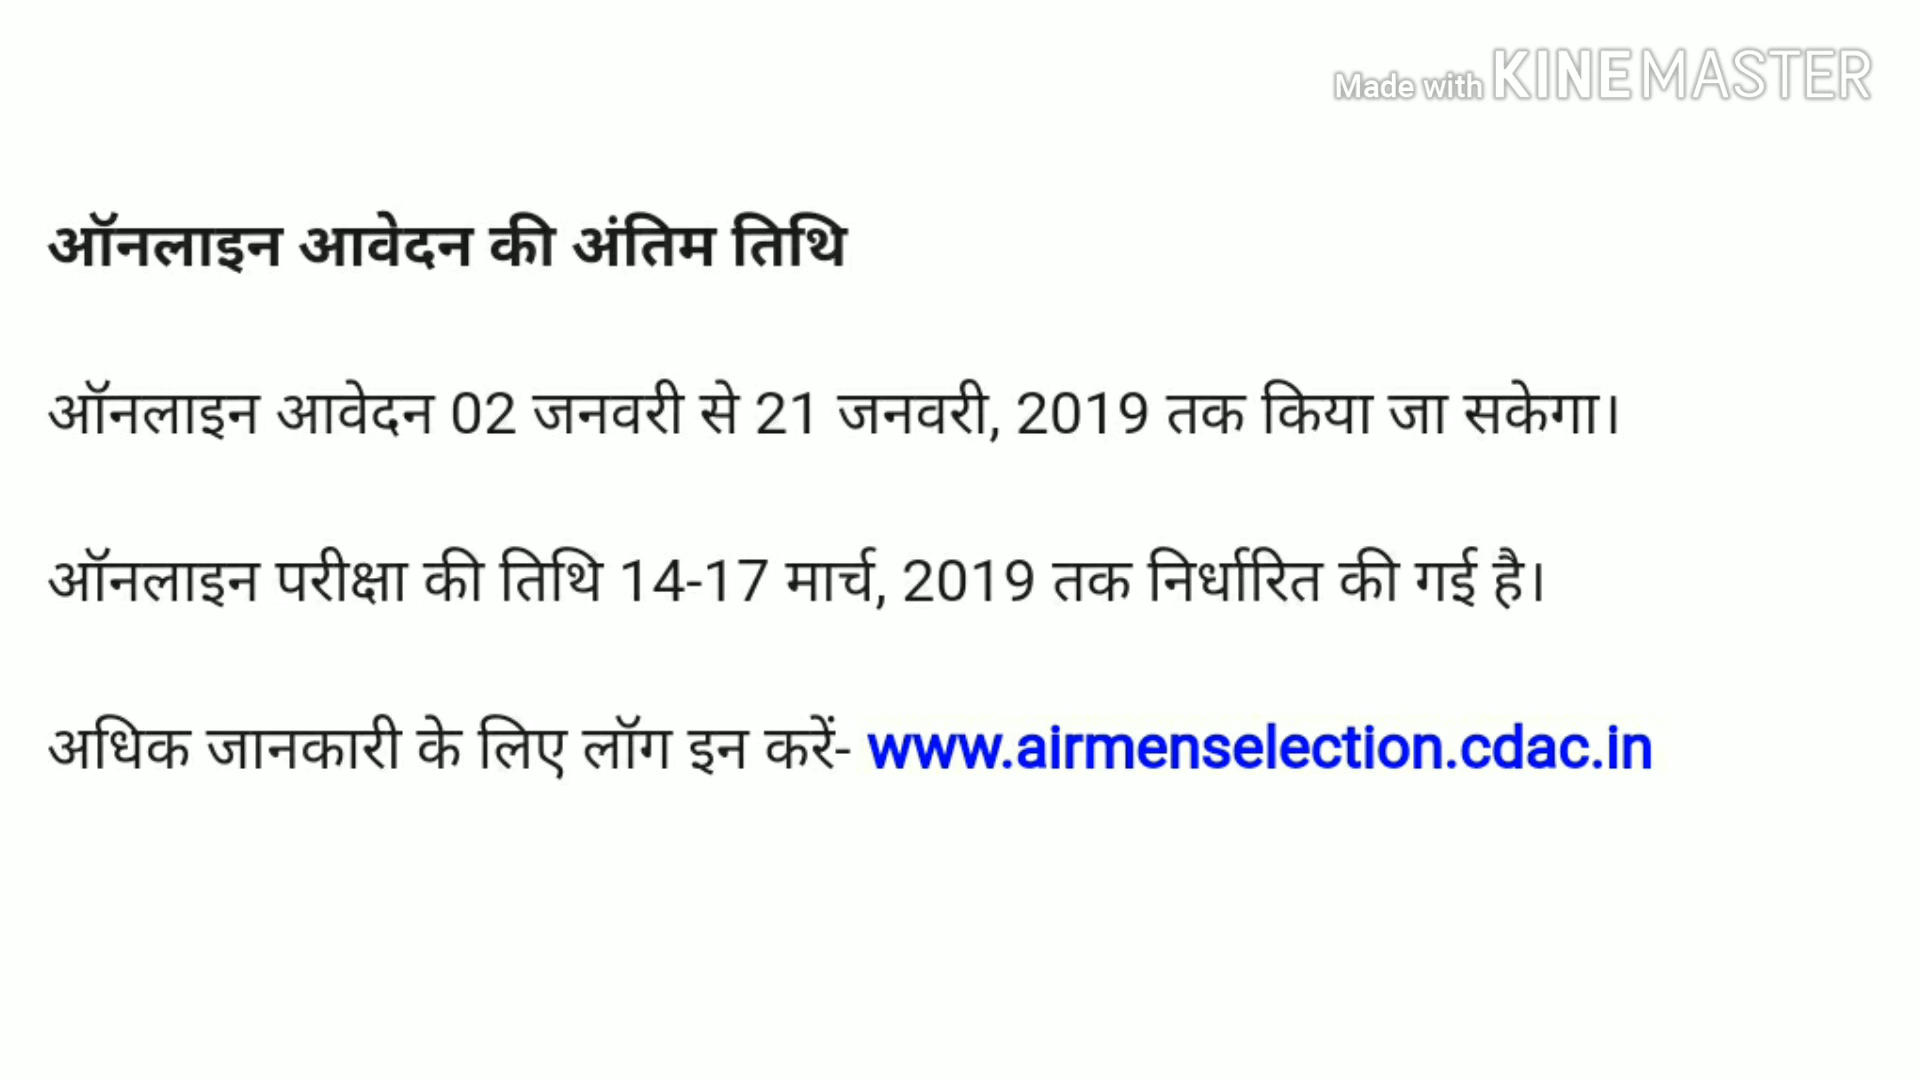 Made with KINEMASTER
ऑनलाइन आवेदन की अंतिम तिथि
ऑनलाइन आवेदन 02 जनवरी से 21 जनवरी, 2019 तक किया जा सकेगा।
ऑनलाइन परीक्षा की तिथि 14-17 मार्च, 2019 तक निर्धारित की गई है।
अधिक जानकारी के लिए लॉग इन करें- www.airmenselection.cdac.in